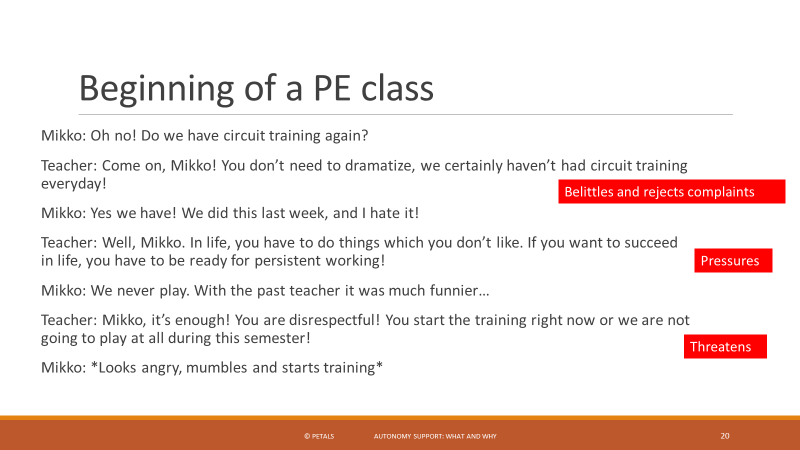 Beginning of a PE class
Mikko: Oh no! Do we have circuit training again?
Teacher: Come on, Mikko! You don’t need to dramatize, we certainly haven’t had circuit training
everyday!
Belittles and rejects complaints
Mikko: Yes we have! We did this last week, and I hate it!
Teacher: Well, Mikko. In life, you have to do things which you don’t like. If you want to succeed
in life, you have to be ready for persistent working!
Pressures
Mikko: We never play. With the past teacher it was much funnier…
Teacher: Mikko, it’s enough! You are disrespectful! You start the training right now or we are not
going to play at all during this semester!
Threatens
Mikko: *Looks angry, mumbles and starts training*
© PETALS AUTONOMY SUPPORT: WHAT AND WHY 20